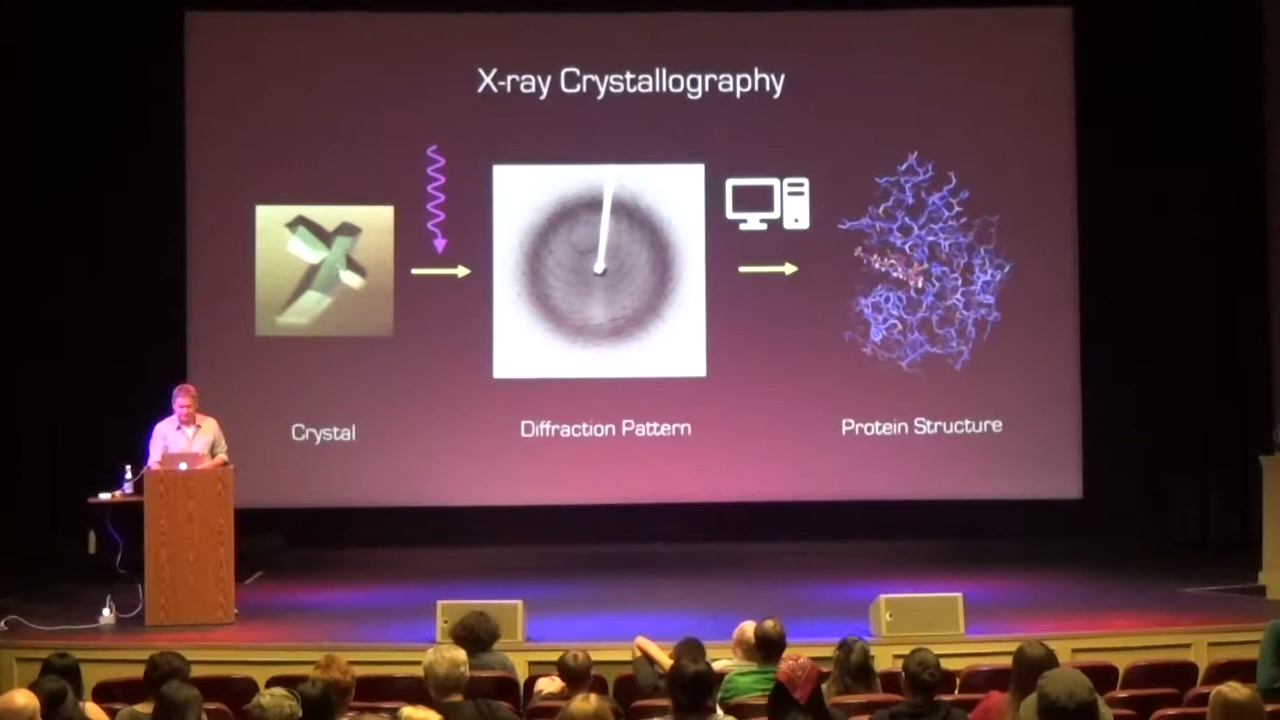 X-ray Crystallography
Crystal
Diffraction Pattern
Protein Structure